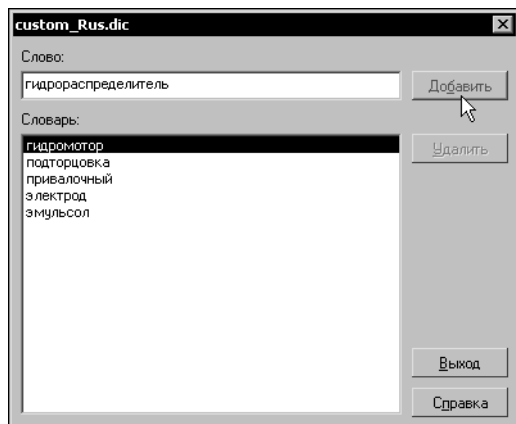 custom_Rus.dic
Слово:
гидрораспределитель
Добавить
Словарь:
гидромотор
подторцовка
привалочный
электрод
эмульсол
Удалить
Выход
Справка